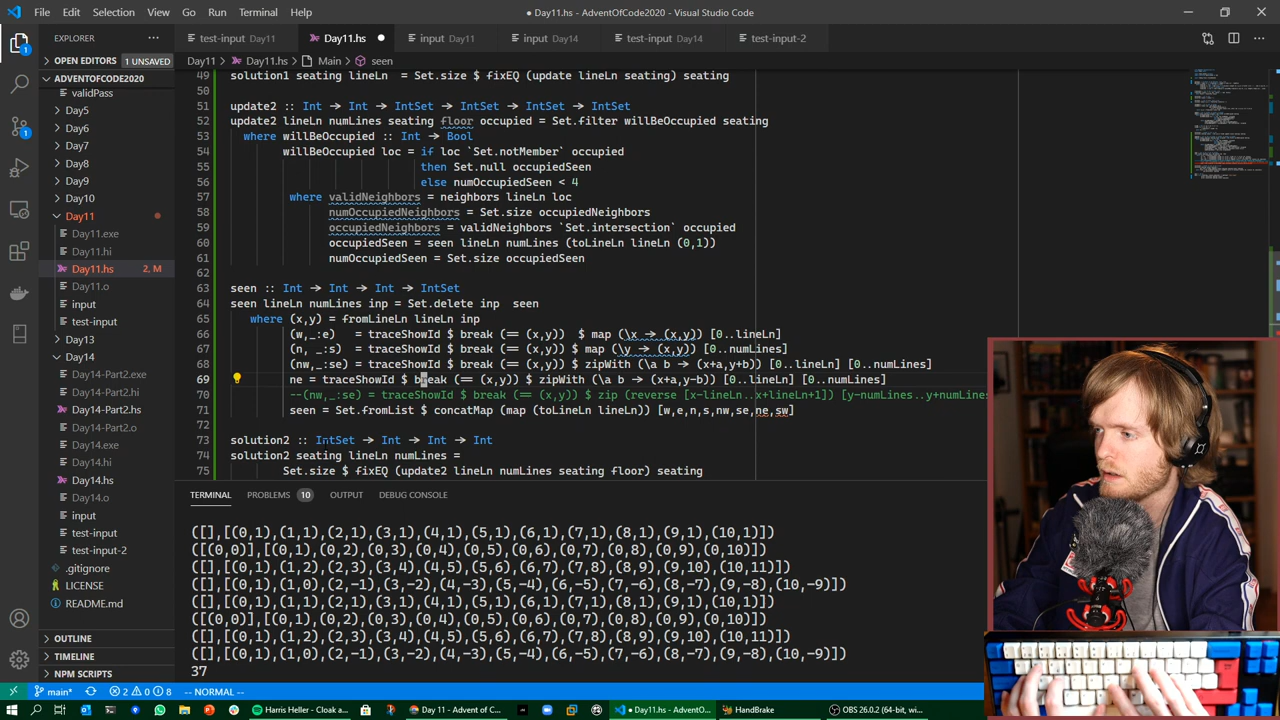 File Edit Selection View Go Run Terminal Help
● Day11.hs - AdventOfCode2020 - Visual Studio Code
EXPLORER
test-input Day11
Day11.hs
input Day11
input Day14
test-input Day14
test-input-2
OPEN EDITORS 1 UNSAVED
Day11 > Day11.hs > Main > seen
ADVENTOFCODE2020
validPass
Day5
Day6
Day7
Day8
Day9
Day10
Day11
Day11.exe
Day11.hi
Day11.hs 2, M
Day11.o
input
test-input
Day13
Day14
Day14-Part2.exe
Day14-Part2.hi
Day14-Part2.hs
Day14-Part2.o
Day14.exe
Day14.hi
Day14.hs
Day14.o
input
test-input
test-input-2
.gitignore
LICENSE
README.md
OUTLINE
TIMELINE
NPM SCRIPTS
49 solution1 seating lineLn = Set.size $ fixEQ (update lineLn seating) seating
50
51 update2 :: Int → Int → IntSet → IntSet → IntSet → IntSet
52 update2 lineLn numLines seating floor occupied = Set.filter willBeOccupied seating
53 where willBeOccupied :: Int → Bool
54 willBeOccupied loc = if loc `Set.member` occupied
55 then Set.null occupiedSeen
56 else numOccupiedSeen < 4
57 where validNeighbors = neighbors lineLn loc
58 numOccupiedNeighbors = Set.size occupiedNeighbors
59 occupiedNeighbors = validNeighbors `Set.intersection` occupied
60 occupiedSeen = seen lineLn numLines (toLineLn lineLn (0,1))
61 numOccupiedSeen = Set.size occupiedSeen
62
63 seen :: Int → Int → Int → IntSet
64 seen lineLn numLines inp = Set.delete inp seen
65 where (x,y) = fromLineLn lineLn inp
66 (w,_:e) = traceShowId $ break (== (x,y)) $ map (\x → (x,y)) [0..lineLn]
67 (n,_:s) = traceShowId $ break (== (x,y)) $ map (\y → (x,y)) [0..numLines]
68 (nw,_:se) = traceShowId $ break (== (x,y)) $ zipWith (\a b → (x+a,y+b)) [0..lineLn] [0..numLines]
69 ne = traceShowId $ break (== (x,y)) $ zipWith (\a b → (x+a,y-b)) [0..lineLn] [0..numLines]
70 --(nw,_:se) = traceShowId $ break (== (x,y)) $ zip (reverse [x-lineLn..x+lineLn+1]) [y-numLines..y+numLines
71 seen = Set.fromList $ concatMap (map (toLineLn lineLn)) [w,e,n,s,nw,se,ne,sw]
72
73 solution2 :: IntSet → Int → Int → Int
74 solution2 seating lineLn numLines =
75 Set.size $ fixEQ (update2 lineLn numLines seating floor) seating
TERMINAL PROBLEMS 10 OUTPUT DEBUG CONSOLE
([],[(0,1),(1,1),(2,1),(3,1),(4,1),(5,1),(6,1),(7,1),(8,1),(9,1),(10,1)])
([(0,0)],[(0,1),(0,2),(0,3),(0,4),(0,5),(0,6),(0,7),(0,8),(0,9),(0,10)])
([],[(0,1),(1,2),(2,3),(3,4),(4,5),(5,6),(6,7),(7,8),(8,9),(9,10),(10,11)])
([],[(0,1),(1,0),(2,-1),(3,-2),(4,-3),(5,-4),(6,-5),(7,-6),(8,-7),(9,-8),(10,-9)])
([],[(0,1),(1,1),(2,1),(3,1),(4,1),(5,1),(6,1),(7,1),(8,1),(9,1),(10,1)])
([(0,0)],[(0,1),(0,2),(0,3),(0,4),(0,5),(0,6),(0,7),(0,8),(0,9),(0,10)])
([],[(0,1),(1,2),(2,3),(3,4),(4,5),(5,6),(6,7),(7,8),(8,9),(9,10),(10,11)])
([],[(0,1),(1,0),(2,-1),(3,-2),(4,-3),(5,-4),(6,-5),(7,-6),(8,-7),(9,-8),(10,-9)])
37
main* 2 0 8 -- NORMAL --
Harris Heller - Cloak a...
Day 11 - Advent of C...
Day11.hs - AdventO...
HandBrake
OBS 26.0.2 (64-bit, wi...